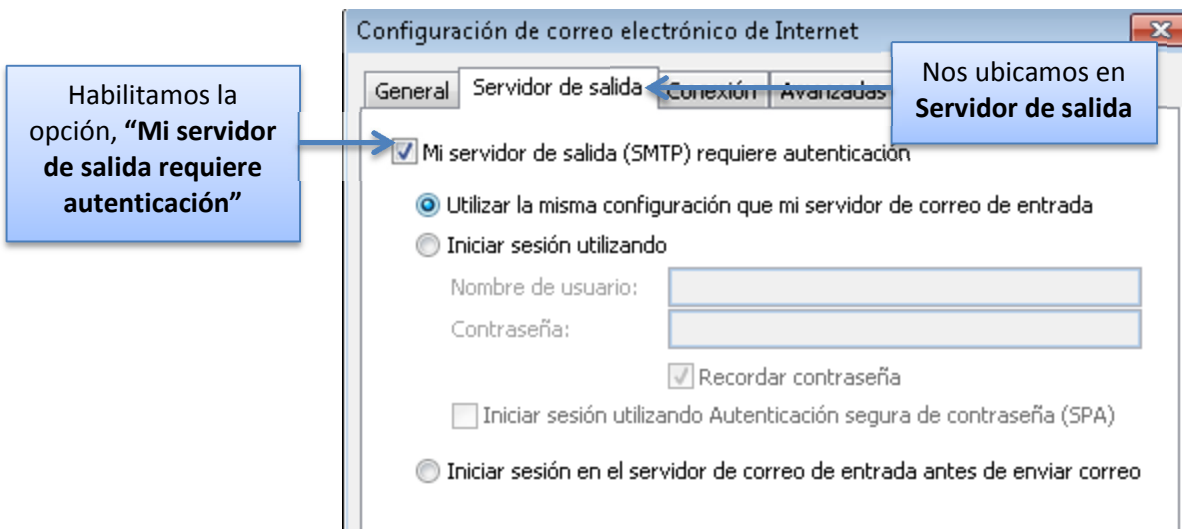 Configuración de correo electrónico de Internet
General
Servidor de salida
Conexión
Avanzadas
Nos ubicamos en
Servidor de salida
Habilitamos la
opción, “Mi servidor
de salida requiere
autenticación”
Mi servidor de salida (SMTP) requiere autenticación
Utilizar la misma configuración que mi servidor de correo de entrada
Iniciar sesión utilizando
Nombre de usuario:
Contraseña:
Recordar contraseña
Iniciar sesión utilizando Autenticación segura de contraseña (SPA)
Iniciar sesión en el servidor de correo de entrada antes de enviar correo